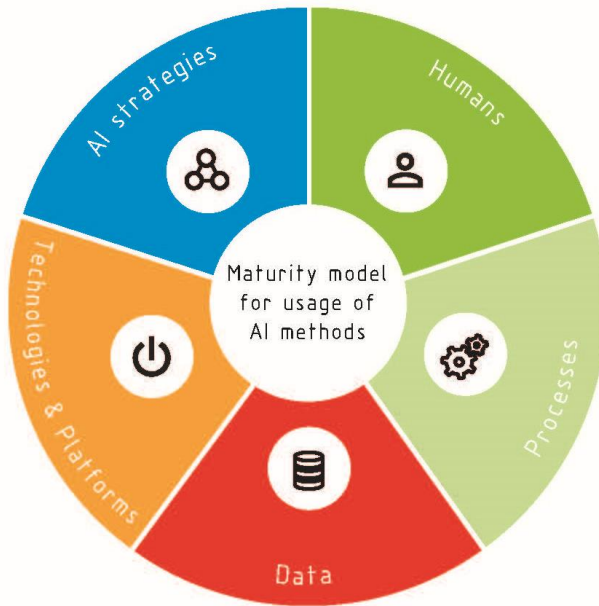 AI strategies
Humans
Maturity model
for usage of
AI methods
Technologies & Platforms
Processes
Data